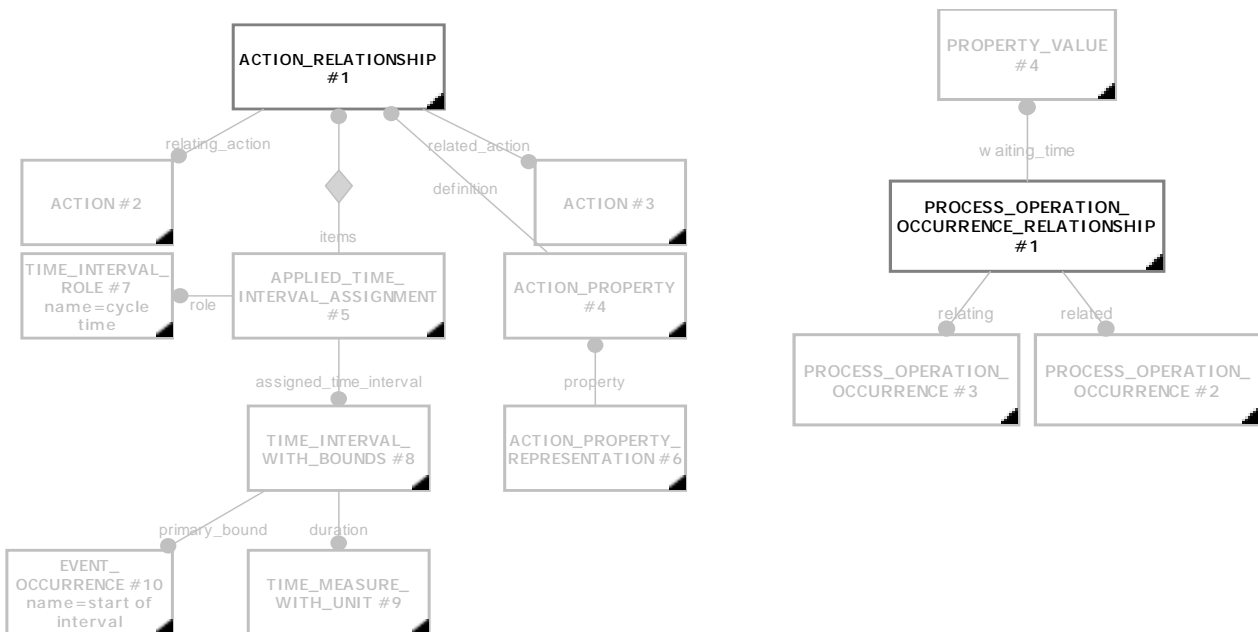 ACTION_RELATIONSHIP
#1
relating_action
related_action
definition
ACTION #2
ACTION #3
items
TIME_INTERVAL_
ROLE #7
name=cycle
time
role
APPLIED_TIME_
INTERVAL_ASSIGNMENT
#5
ACTION_PROPERTY
#4
assigned_time_interval
property
TIME_INTERVAL_
WITH_BOUNDS #8
ACTION_PROPERTY_
REPRESENTATION #6
primary_bound
duration
EVENT_
OCCURRENCE #10
name=start of
interval
TIME_MEASURE_
WITH_UNIT #9
PROPERTY_VALUE
#4
waiting_time
PROCESS_OPERATION_
OCCURRENCE_RELATIONSHIP
#1
relating
related
PROCESS_OPERATION_
OCCURRENCE #3
PROCESS_OPERATION_
OCCURRENCE #2